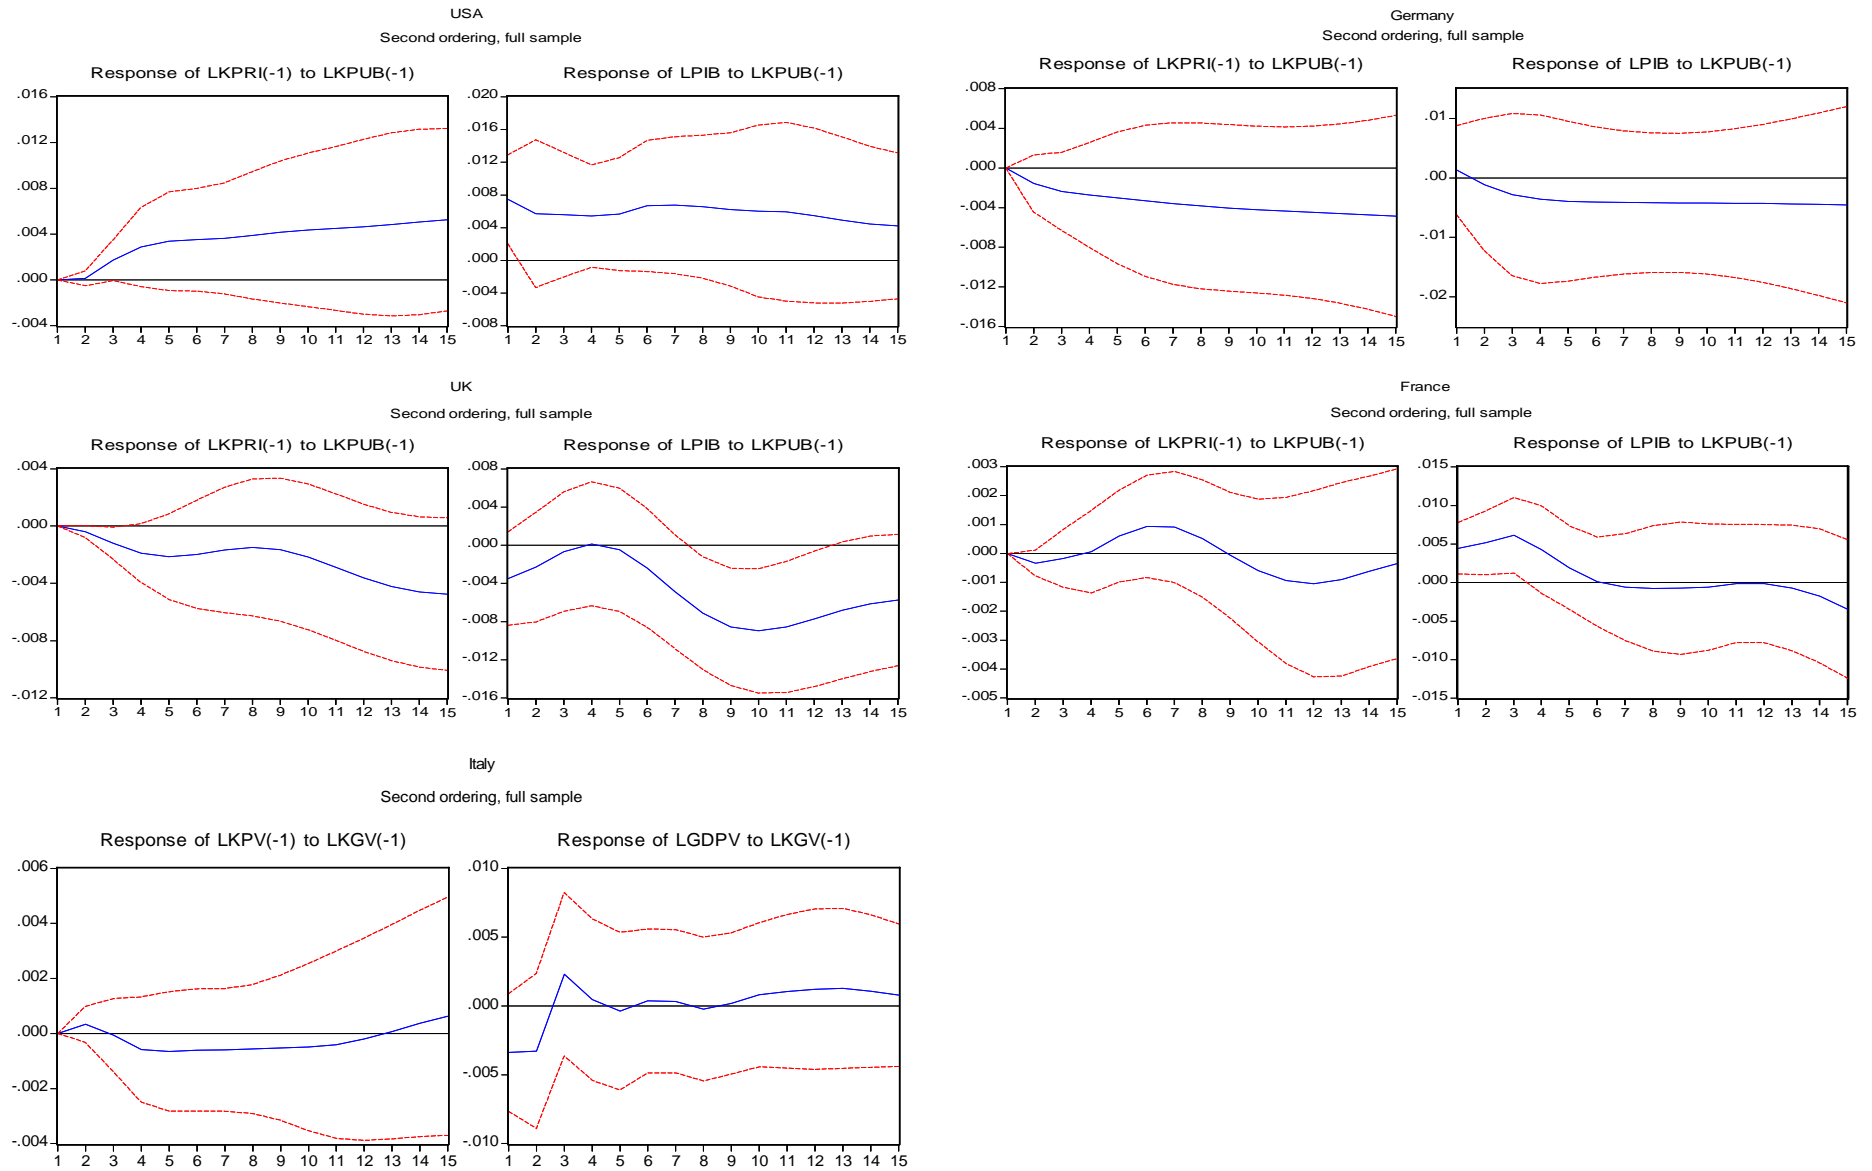 USA
Second ordering, full sample
Response of LKPRI(-1) to LKPUB(-1)
.016
.012
.008
.004
.000
-.004
1 2 3 4 5 6 7 8 9 10 11 12 13 14 15
Response of LPIB to LKPUB(-1)
.020
.016
.012
.008
.004
.000
-.004
-.008
1 2 3 4 5 6 7 8 9 10 11 12 13 14 15
Germany
Second ordering, full sample
Response of LKPRI(-1) to LKPUB(-1)
.008
.004
.000
-.004
-.008
-.012
-.016
1 2 3 4 5 6 7 8 9 10 11 12 13 14 15
Response of LPIB to LKPUB(-1)
.01
.00
-.01
-.02
1 2 3 4 5 6 7 8 9 10 11 12 13 14 15
UK
Second ordering, full sample
Response of LKPRI(-1) to LKPUB(-1)
.004
.000
-.004
-.008
-.012
1 2 3 4 5 6 7 8 9 10 11 12 13 14 15
Response of LPIB to LKPUB(-1)
.008
.004
.000
-.004
-.008
-.012
-.016
1 2 3 4 5 6 7 8 9 10 11 12 13 14 15
France
Second ordering, full sample
Response of LKPRI(-1) to LKPUB(-1)
.003
.002
.001
.000
-.001
-.002
-.003
-.004
-.005
1 2 3 4 5 6 7 8 9 10 11 12 13 14 15
Response of LPIB to LKPUB(-1)
.015
.010
.005
.000
-.005
-.010
-.015
1 2 3 4 5 6 7 8 9 10 11 12 13 14 15
Italy
Second ordering, full sample
Response of LKPV(-1) to LKGV(-1)
.006
.004
.002
.000
-.002
-.004
1 2 3 4 5 6 7 8 9 10 11 12 13 14 15
Response of LGDPV to LKGV(-1)
.010
.005
.000
-.005
-.010
1 2 3 4 5 6 7 8 9 10 11 12 13 14 15